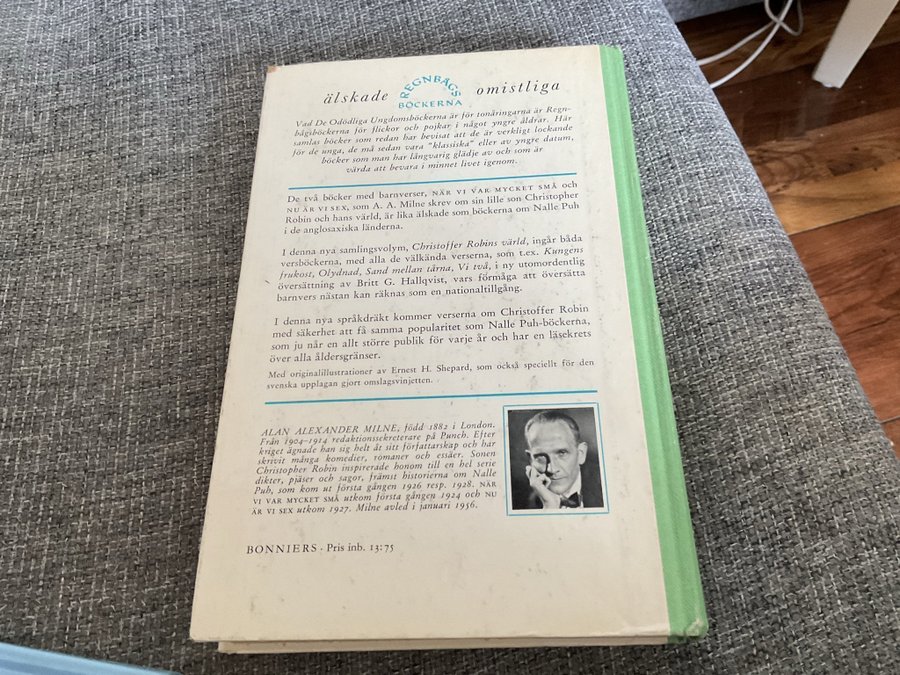 älskade REGNBÅGS BÖCKERNA omistliga
Vad De Odödliga Ungdomsböckerna är för tonåringarna är Regn-
bågsböckerna för flickor och pojkar i något yngre åldrar. Här
samlas böcker som redan har bevisat att de är verkligt lockande
för de unga, de må sedan vara "klassiska" eller av yngre datum,
böcker som man har långvarig glädje av och som är
värda att bevara i minnet livet igenom.
De två böcker med barnverser, NÄR VI VAR MYCKET SMÅ och
NU ÄR VI SEX, som A. A. Milne skrev om sin lille son Christopher
Robin och hans värld, är lika älskade som böckerna om Nalle Puh
i de anglosaxiska länderna.
I denna nya samlingsvolym, Christoffer Robins värld, ingår båda
versböckerna, med alla de välkända verserna, som t.ex. Kungens
frukost, Olydnad, Sand mellan tårna, Vi två, i ny utomordentlig
översättning av Britt G. Hallqvist, vars förmåga att översätta
barnvers nästan kan räknas som en nationaltillgång.
I denna nya språkdräkt kommer verserna om Christoffer Robin
med säkerhet att få samma popularitet som Nalle Puh-böckerna,
som ju når en allt större publik för varje år och har en läsekrets
över alla åldersgränser.
Med originalillustrationer av Ernest H. Shepard, som också speciellt för den
svenska upplagan gjort omslagsvinjetten.
ALAN ALEXANDER MILNE, född 1882 i London.
Från 1904–1914 redaktionssekreterare på Punch. Efter
kriget ägnade han sig helt åt sitt författarskap och har
skrivit många komedier, romaner och essäer. Sonen
Christopher Robin inspirerade honom till en hel serie
dikter, pjäser och sagor, främst historierna om Nalle
Puh, som kom ut första gången 1926 resp. 1928. NÄR
VI VAR MYCKET SMÅ utkom första gången 1924 och NU
ÄR VI SEX utkom 1927. Milne avled i januari 1956.
BONNIERS · Pris inb. 13:75